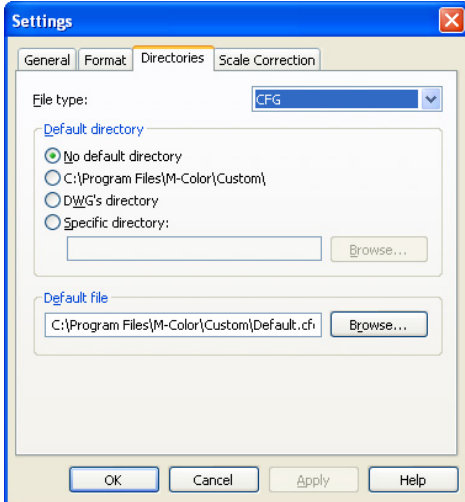 Settings
General Format Directories Scale Correction
File type: CFG
Default directory
No default directory
C:\Program Files\M-Color\Custom\
DWG's directory
Specific directory:
Browse...
Default file
C:\Program Files\M-Color\Custom\Default.cf Browse...
OK Cancel Apply Help